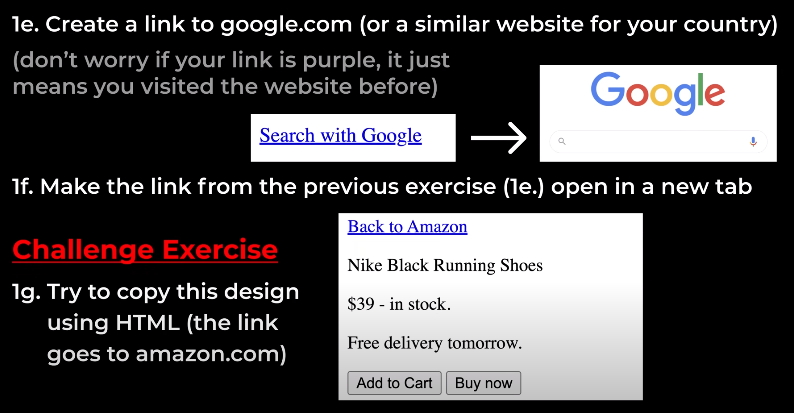 1e. Create a link to google.com (or a similar website for your country)
(don’t worry if your link is purple, it just
means you visited the website before)
Search with Google
Google
1f. Make the link from the previous exercise (1e.) open in a new tab
Challenge Exercise
1g. Try to copy this design
using HTML (the link
goes to amazon.com)
Back to Amazon
Nike Black Running Shoes
$39 - in stock.
Free delivery tomorrow.
Add to Cart Buy now